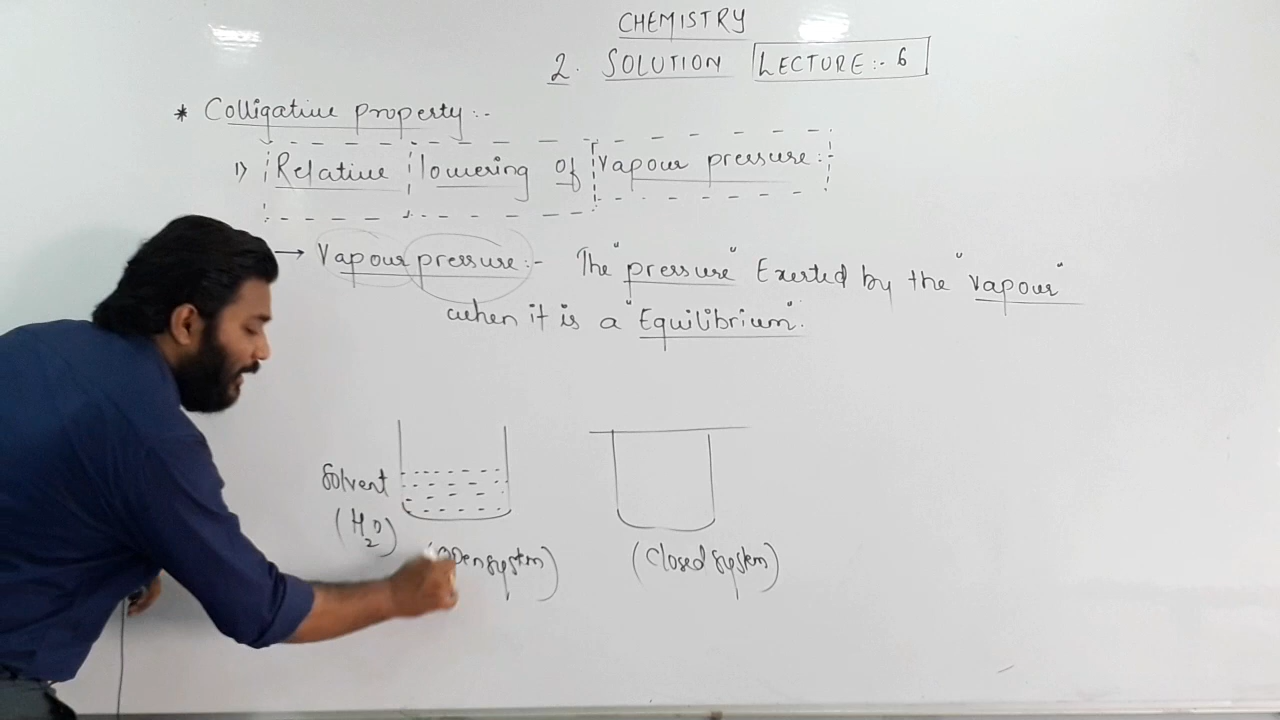 CHEMISTRY
2. SOLUTION LECTURE:- 6
* Colligative property:-
1) Relative lowering of Vapour pressure:-
→ Vapour pressure:- The "pressure" Exerted by the "vapour"
when it is a "Equilibrium".
Solvent
(H2O)
(open systm) (closed system)